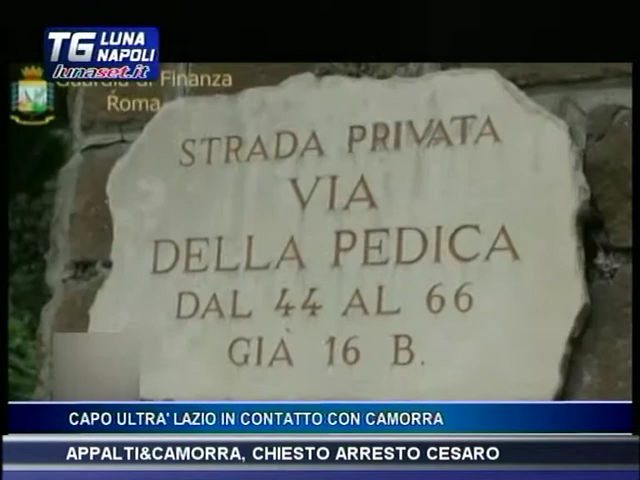 TG LUNA
NAPOLI
lunaset.it
Guardia di Finanza
Roma
STRADA PRIVATA
VIA
DELLA PEDICA
DAL 44 AL 66
GIÀ 16 B.
CAPO ULTRA' LAZIO IN CONTATTO CON CAMORRA
APPALTI&CAMORRA, CHIESTO ARRESTO CESARO